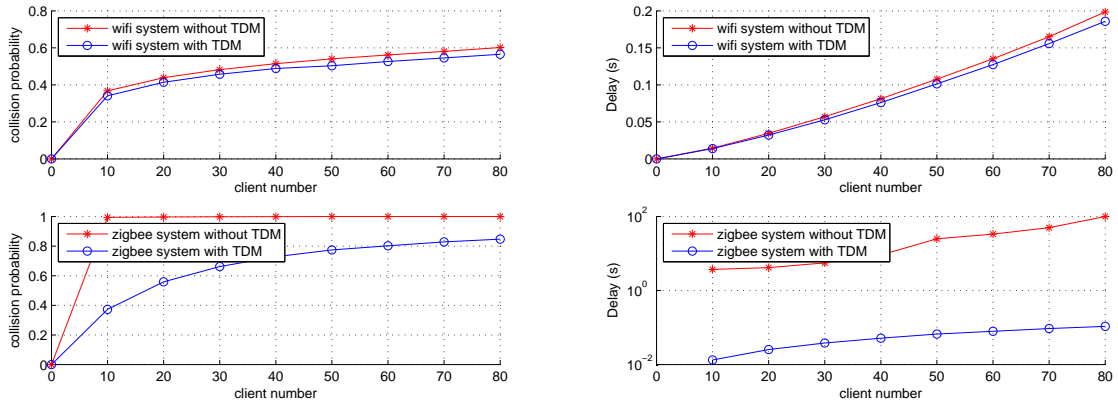 0.8
0.6
0.4
0.2
0
collision probability
wifi system without TDM
wifi system with TDM
0 10 20 30 40 50 60 70 80
client number
0.2
0.15
0.1
0.05
0
Delay (s)
wifi system without TDM
wifi system with TDM
0 10 20 30 40 50 60 70 80
client number
1
0.8
0.6
0.4
0.2
0
collision probability
zigbee system without TDM
zigbee system with TDM
0 10 20 30 40 50 60 70 80
client number
10^2
10^0
10^-2
Delay (s)
zigbee system without TDM
zigbee system with TDM
0 10 20 30 40 50 60 70 80
client number